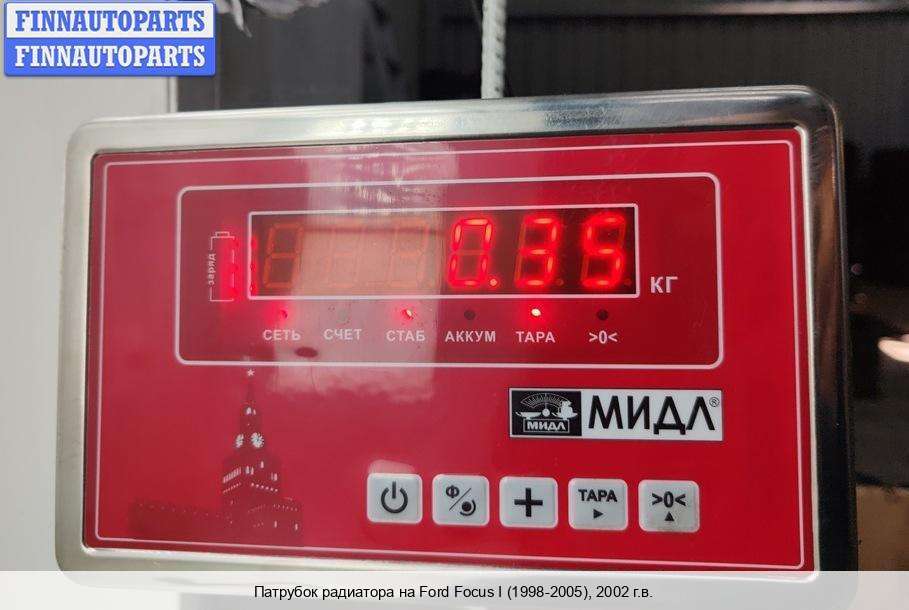 FINNAUTOPARTS
FINNAUTOPARTS
заряд
0.35
КГ
СЕТЬ СЧЕТ СТАБ АККУМ ТАРА >0<
МИДЛ МИДЛ®
Ф ТАРА >0<
Патрубок радиатора на Ford Focus I (1998-2005), 2002 г.в.